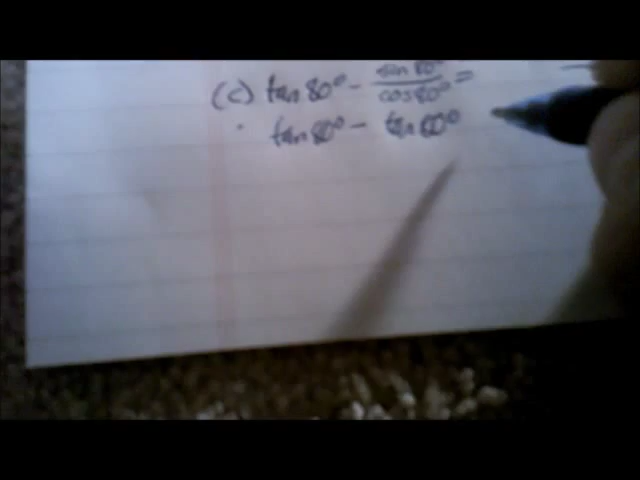 (c) tan 80° - sin 80° / cos 80° =
tan 80° - tan 80°